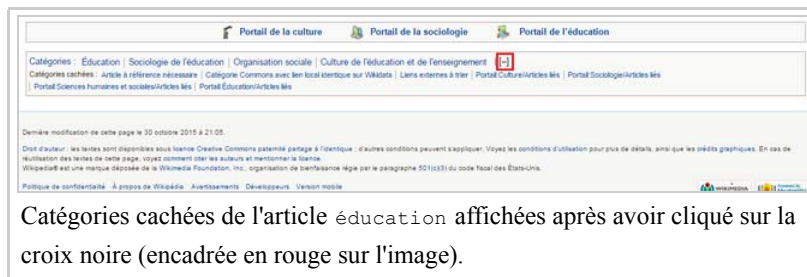 Portail de la culture Portail de la sociologie Portail de l'éducation
Catégories : Éducation | Sociologie de l'éducation | Organisation sociale | Culture de l'éducation et de l'enseignement [−]
Catégories cachées : Article à référence nécessaire | Catégorie Commons avec lien local identique sur Wikidata | Liens externes à trier | Portail:Culture/Articles liés | Portail:Sociologie/Articles liés
| Portail:Sciences humaines et sociales/Articles liés | Portail:Éducation/Articles liés
Dernière modification de cette page le 30 octobre 2015 à 21:05.
Droit d'auteur : les textes sont disponibles sous licence Creative Commons paternité partage à l'identique ; d'autres conditions peuvent s'appliquer. Voyez les conditions d'utilisation pour plus de détails, ainsi que les crédits graphiques. En cas de
réutilisation des textes de cette page, voyez comment citer les auteurs et mentionner la licence.
Wikipedia® est une marque déposée de la Wikimedia Foundation, Inc., organisation de bienfaisance régie par le paragraphe 501(c)(3) du code fiscal des États-Unis.
Politique de confidentialité À propos de Wikipédia Avertissements Développeurs Version mobile WIKIMEDIA
Catégories cachées de l'article éducation affichées après avoir cliqué sur la
croix noire (encadrée en rouge sur l'image).